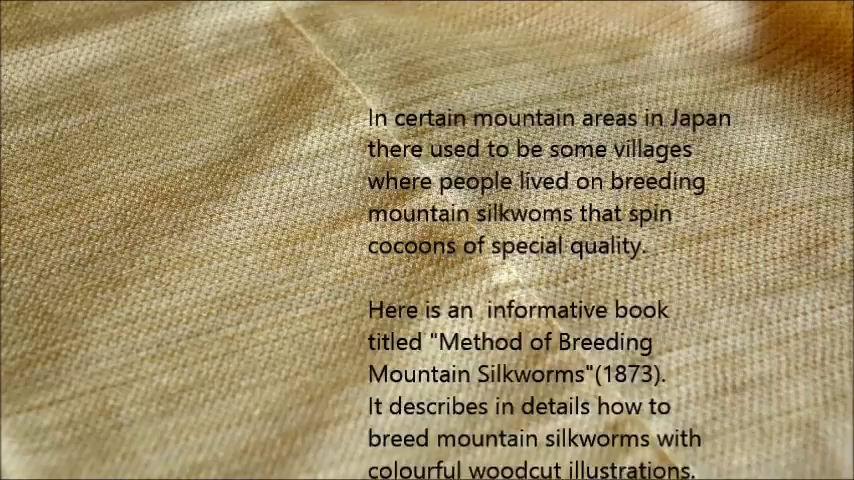 In certain mountain areas in Japan
there used to be some villages
where people lived on breeding
mountain silkwoms that spin
cocoons of special quality.
Here is an  informative book
titled "Method of Breeding
Mountain Silkworms"(1873).
It describes in details how to
breed mountain silkworms with
colourful woodcut illustrations.